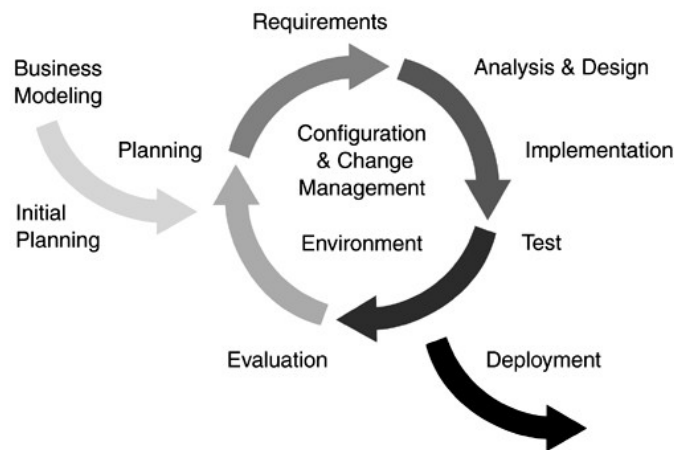 Requirements
Business
Modeling
Analysis & Design
Planning
Configuration
& Change
Management
Implementation
Initial
Planning
Environment
Test
Evaluation
Deployment